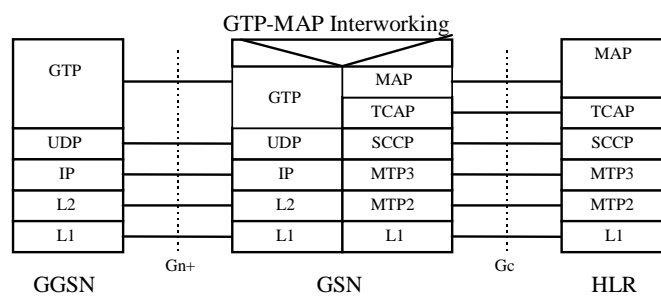 GTP-MAP Interworking
GTP
GTP
MAP
MAP
TCAP
TCAP
UDP
UDP
SCCP
SCCP
IP
IP
MTP3
MTP3
L2
L2
MTP2
MTP2
L1
L1
L1
L1
Gn+
Gc
GGSN
GSN
HLR